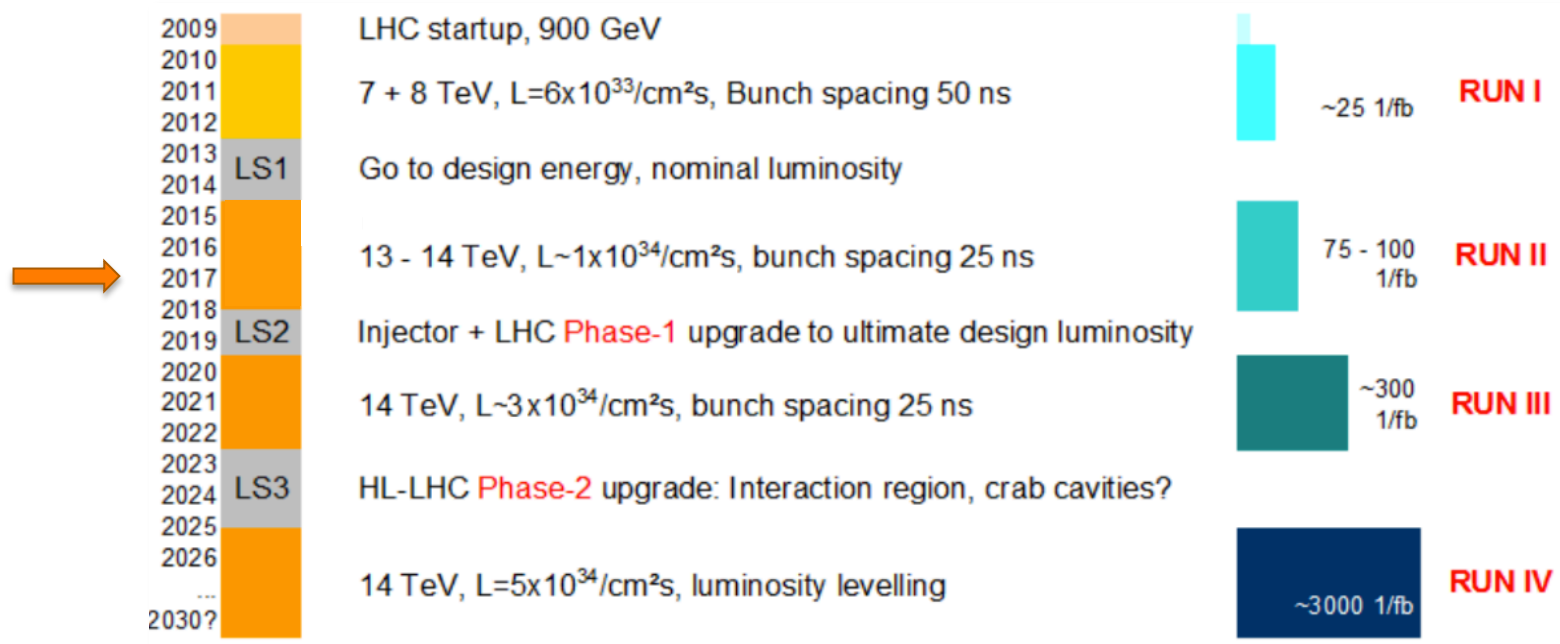 2009 LHC startup, 900 GeV
2010
2011 7 + 8 TeV, L=6x10³³/cm²s, Bunch spacing 50 ns ~25 1/fb RUN I
2012
2013
LS1 Go to design energy, nominal luminosity
2014
2015
2016 13 - 14 TeV, L~1x10³⁴/cm²s, bunch spacing 25 ns 75 - 100 RUN II
2017 1/fb
2018
LS2 Injector + LHC Phase-1 upgrade to ultimate design luminosity
2019
2020 ~300
2021 14 TeV, L~3x10³⁴/cm²s, bunch spacing 25 ns 1/fb RUN III
2022
2023
2024 LS3 HL-LHC Phase-2 upgrade: Interaction region, crab cavities?
2025
2026
... 14 TeV, L=5x10³⁴/cm²s, luminosity levelling RUN IV
2030? ~3000 1/fb